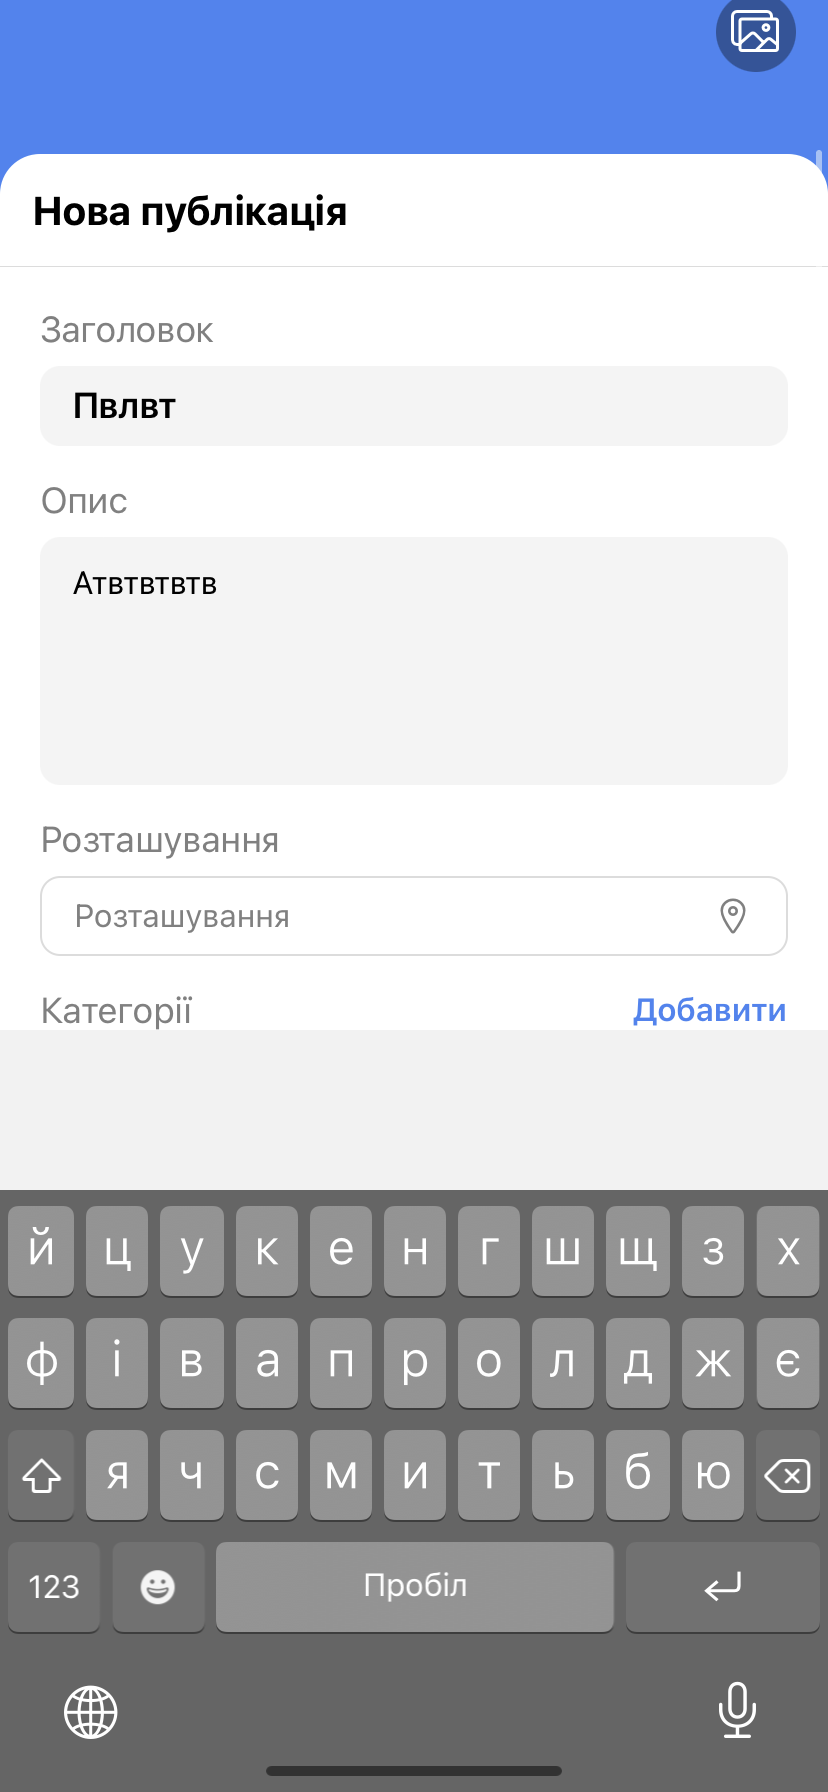 Нова публікація
Заголовок
Пвлвт
Опис
Атвтвтвтв
Розташування
Розташування
Категорії Добавити
й ц у к е н г ш щ з х
ф і в а п р о л д ж є
я ч с м и т ь б ю
123 Пробіл